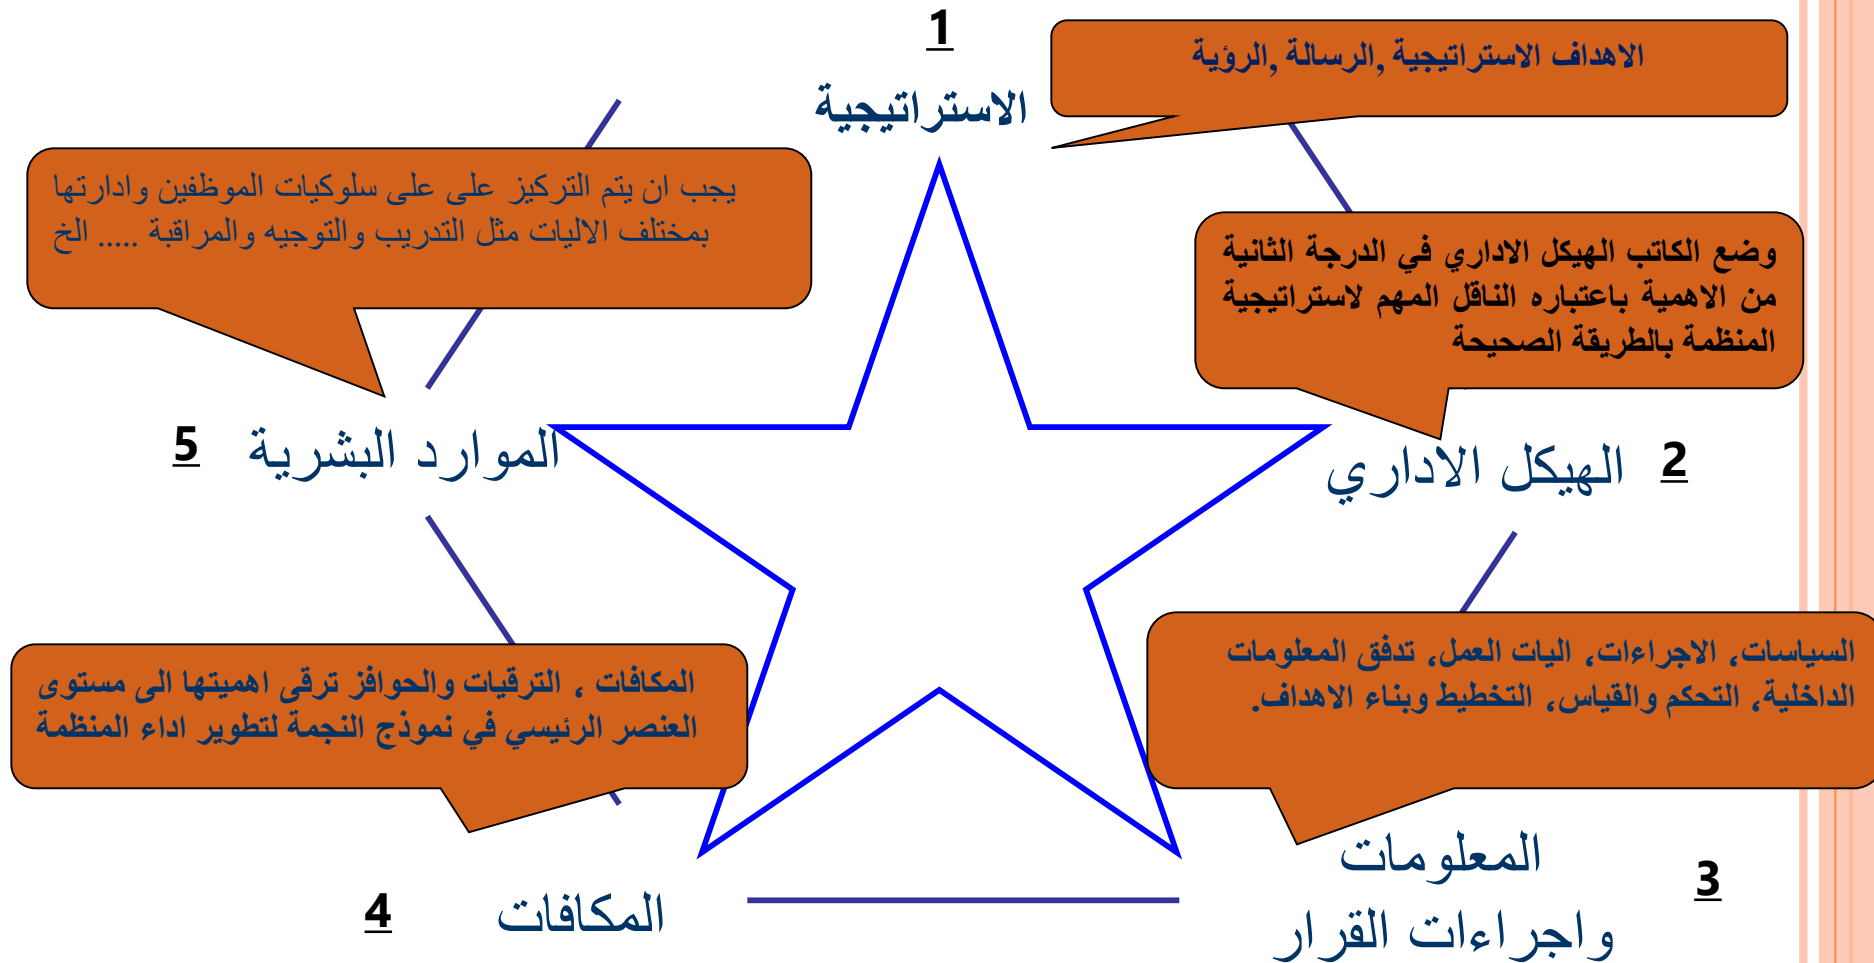 1
الاستراتيجية
الاهداف الاستراتيجية ,الرسالة ,الرؤية
وضع الكاتب الهيكل الاداري في الدرجة الثانية
من الاهمية باعتباره الناقل المهم لاستراتيجية
المنظمة بالطريقة الصحيحة
2
الهيكل الاداري
السياسات، الاجراءات، اليات العمل، تدفق المعلومات
الداخلية، التحكم والقياس، التخطيط وبناء الاهداف.
3
المعلومات
واجراءات القرار
المكافات ، الترقيات والحوافز ترقى اهميتها الى مستوى
العنصر الرئيسي في نموذج النجمة لتطوير اداء المنظمة
4
المكافات
يجب ان يتم التركيز على على سلوكيات الموظفين وادارتها
بمختلف الاليات مثل التدريب والتوجيه والمراقبة ..... الخ
5
الموارد البشرية